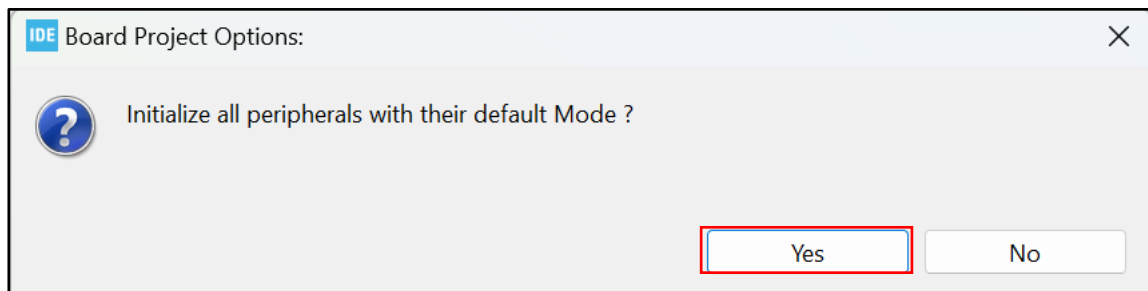 IDE Board Project Options:
Initialize all peripherals with their default Mode ?
Yes No